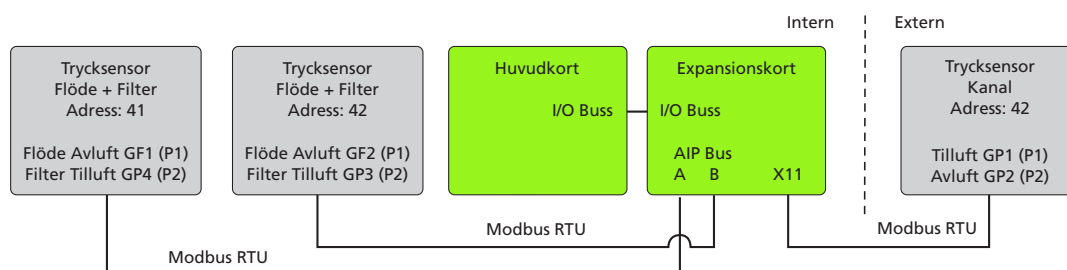 Intern
Extern
Trycksensor
Flöde + Filter
Adress: 41
Flöde Avluft GF1 (P1)
Filter Tilluft GP4 (P2)
Trycksensor
Flöde + Filter
Adress: 42
Flöde Avluft GF2 (P1)
Filter Tilluft GP3 (P2)
Huvudkort
I/O Buss
Expansionskort
I/O Buss
AIP Bus
A B X11
Trycksensor
Kanal
Adress: 42
Tilluft GP1 (P1)
Avluft GP2 (P2)
Modbus RTU
Modbus RTU
Modbus RTU